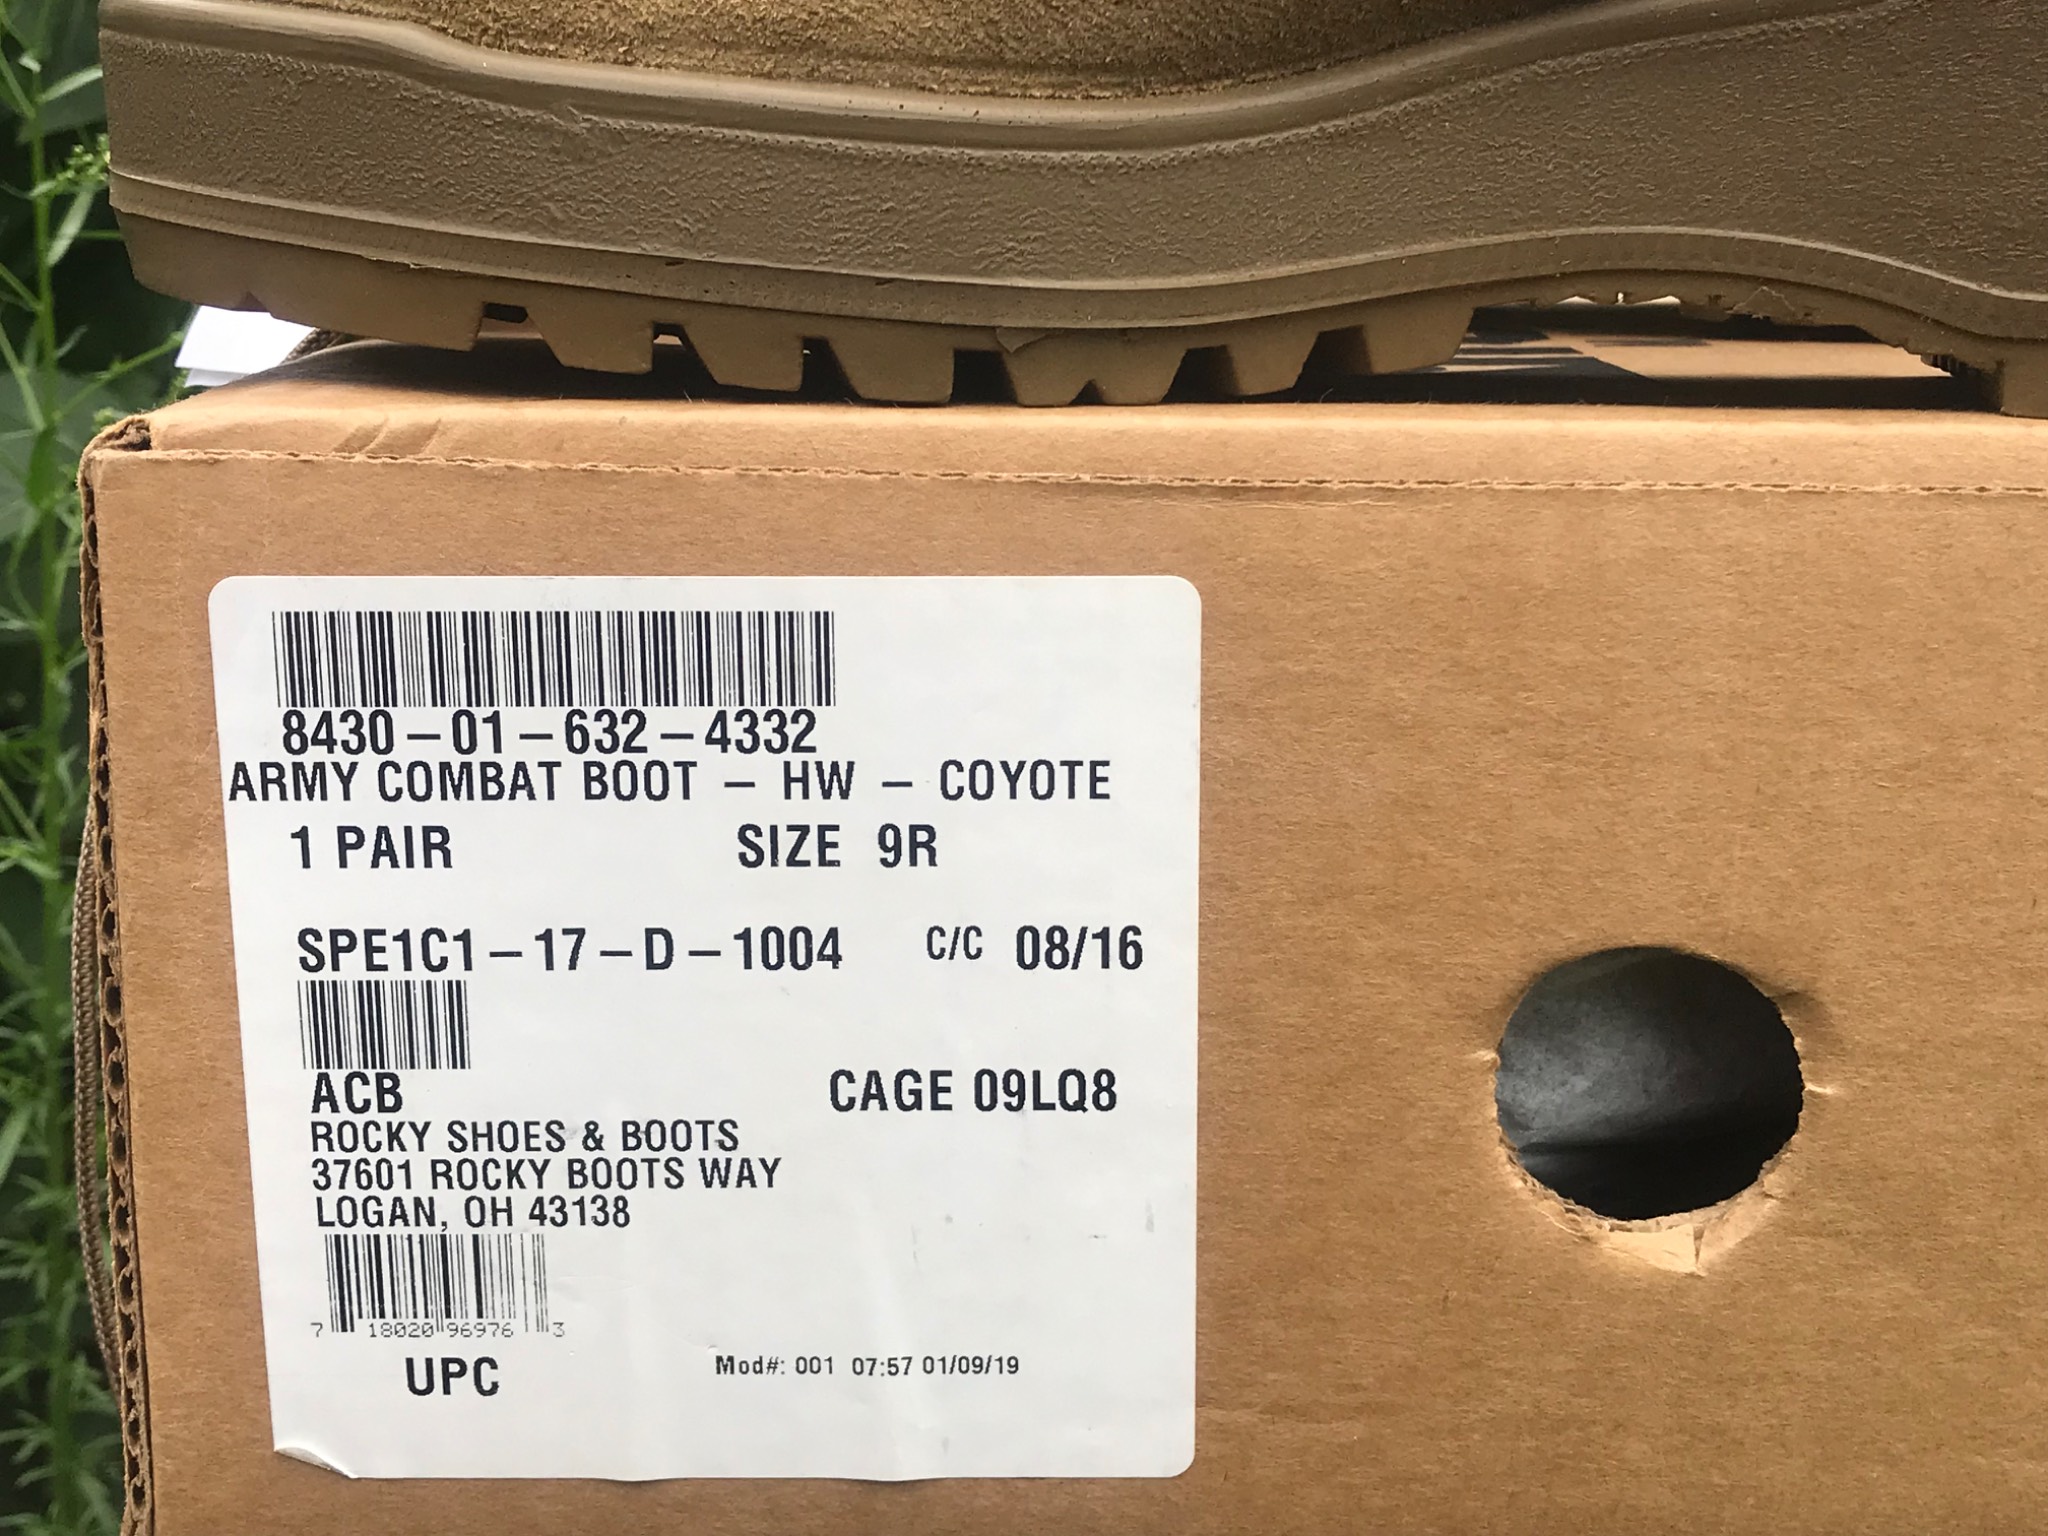 8430-01-632-4332
ARMY COMBAT BOOT - HW - COYOTE
1 PAIR SIZE 9R
SPE1C1-17-D-1004 C/C 08/16
ACB CAGE 09LQ8
ROCKY SHOES & BOOTS
37601 ROCKY BOOTS WAY
LOGAN, OH 43138
7 18020 96976 3
UPC Mod#: 001 07:57 01/09/19